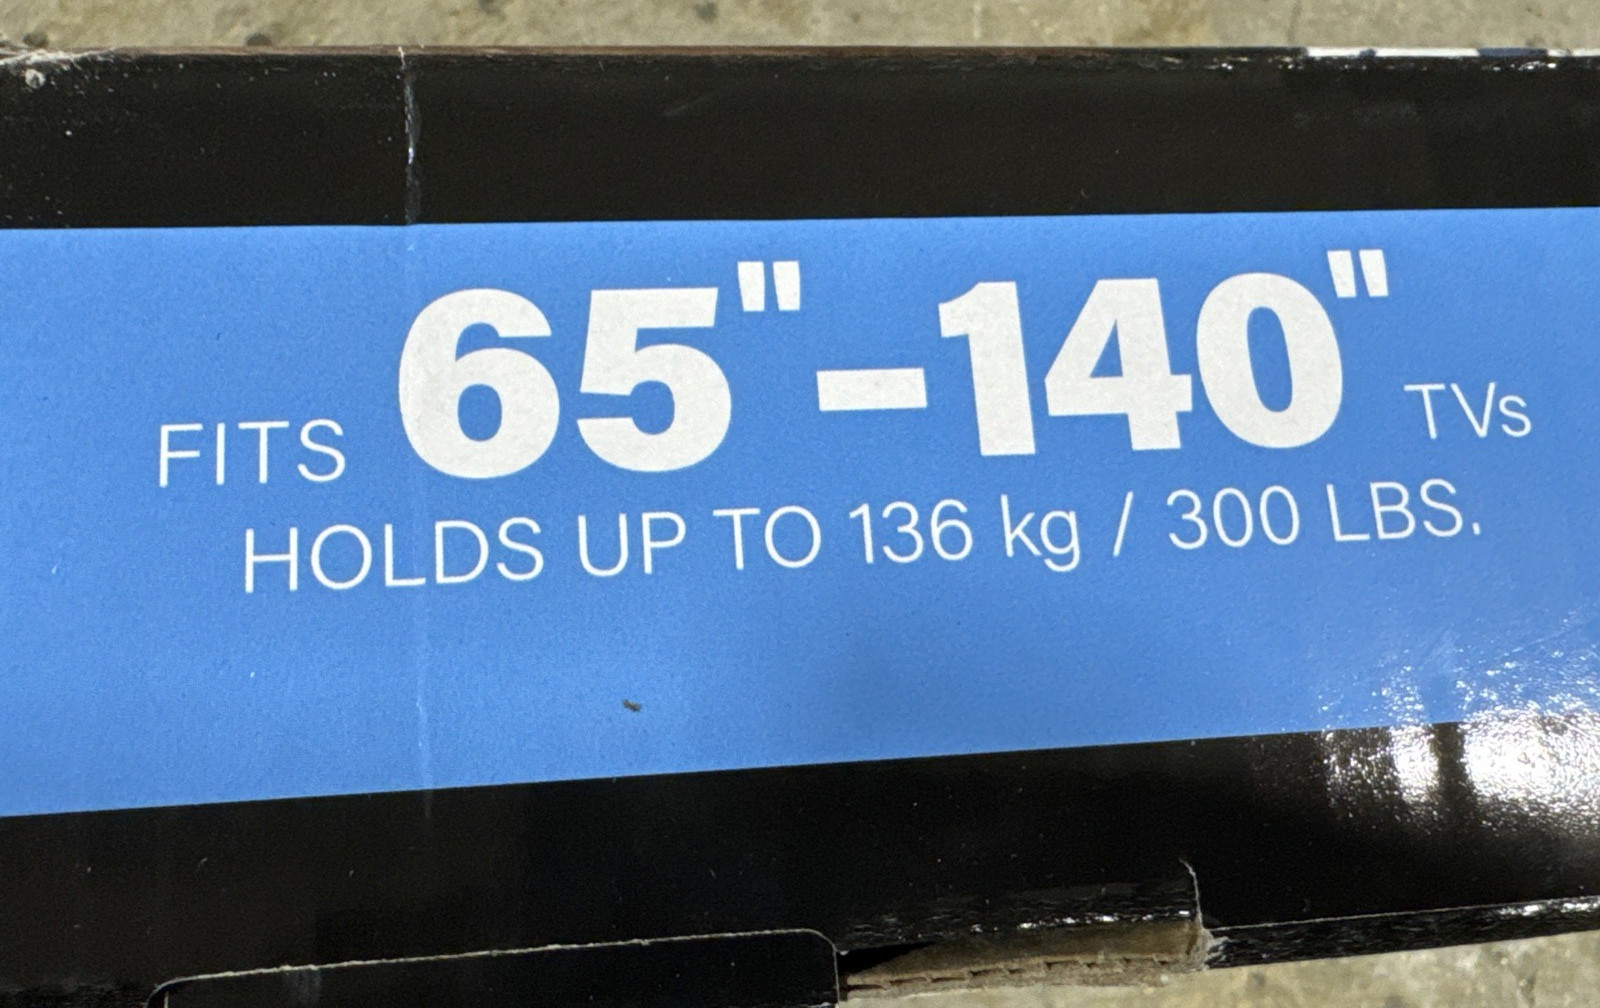 FITS 65"-140" TVs
HOLDS UP TO 136 kg / 300 LBS.